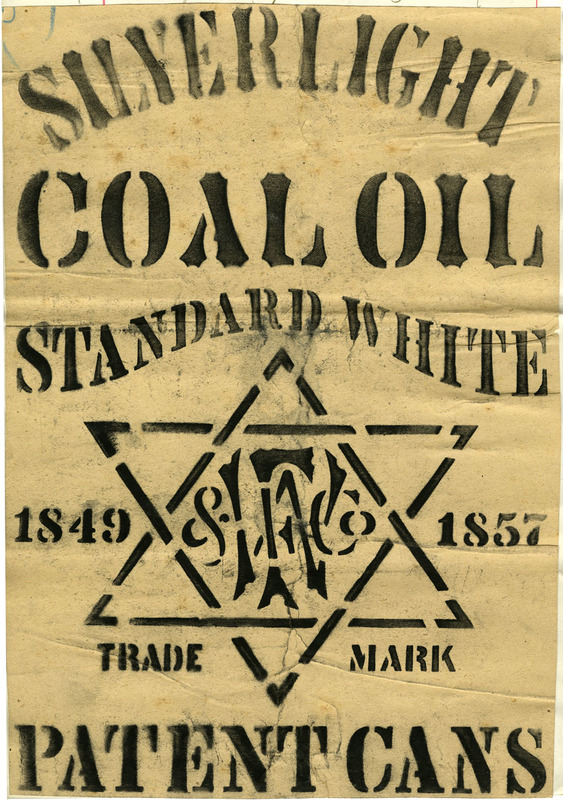 SILVERLIGHT
COAL OIL
STANDARD WHITE
1849 1857
TRADE MARK
PATENT CANS